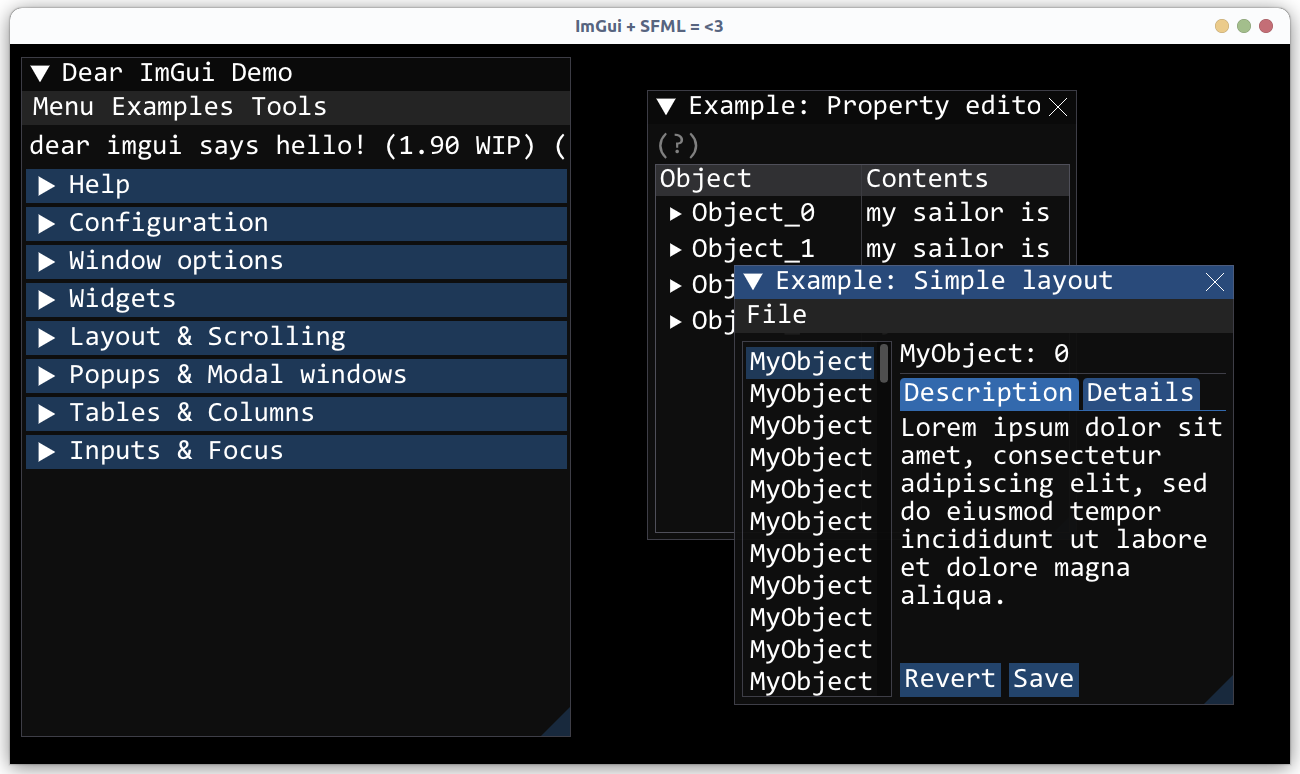 ImGui + SFML = <3
Dear ImGui Demo
Menu Examples Tools
dear imgui says hello! (1.90 WIP) (
Help
Configuration
Window options
Widgets
Layout & Scrolling
Popups & Modal windows
Tables & Columns
Inputs & Focus
Example: Property edito
(?)
Object Contents
Object_0 my sailor is
Object_1 my sailor is
Obj
Obj
Example: Simple layout
File
MyObject
MyObject
MyObject
MyObject
MyObject
MyObject
MyObject
MyObject
MyObject
MyObject
MyObject
MyObject: 0
Description Details
Lorem ipsum dolor sit
amet, consectetur
adipiscing elit, sed
do eiusmod tempor
incididunt ut labore
et dolore magna
aliqua.
Revert Save